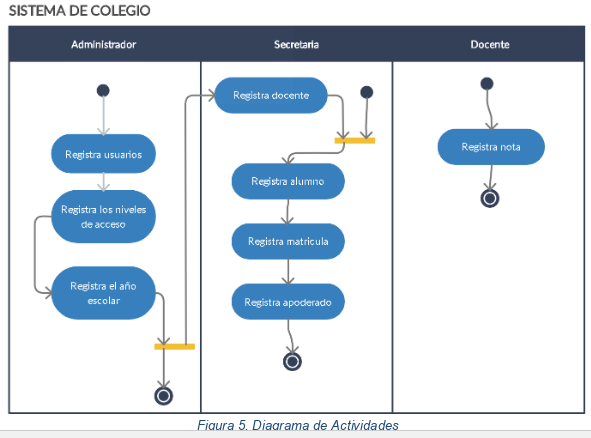 SISTEMA DE COLEGIO
Administrador
Secretaria
Docente
Registra usuarios
Registra los niveles
de acceso
Registra el año
escolar
Registra docente
Registra alumno
Registra matricula
Registra apoderado
Registra nota
Figura 5. Diagrama de Actividades